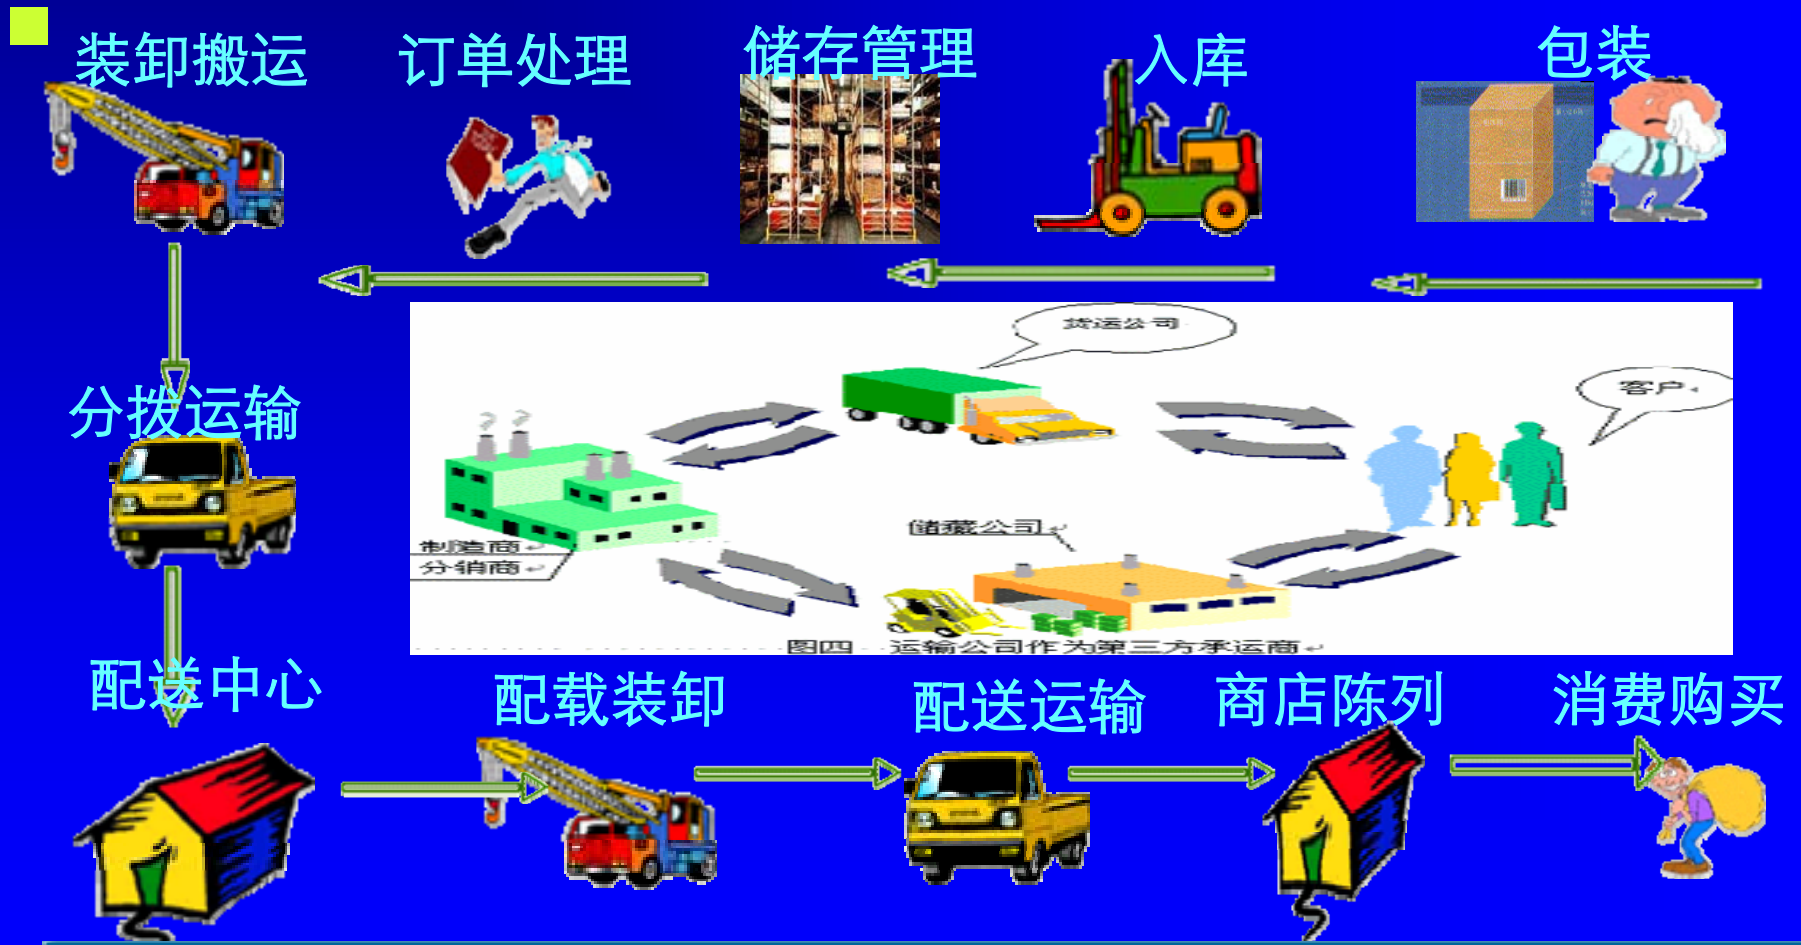 装卸搬运
订单处理
储存管理
入库
包装
货运公司
客户
分拨运输
储藏公司
制造商
分销商
图四 运输公司作为第三方承运商
配送中心
配载装卸
配送运输
商店陈列
消费购买